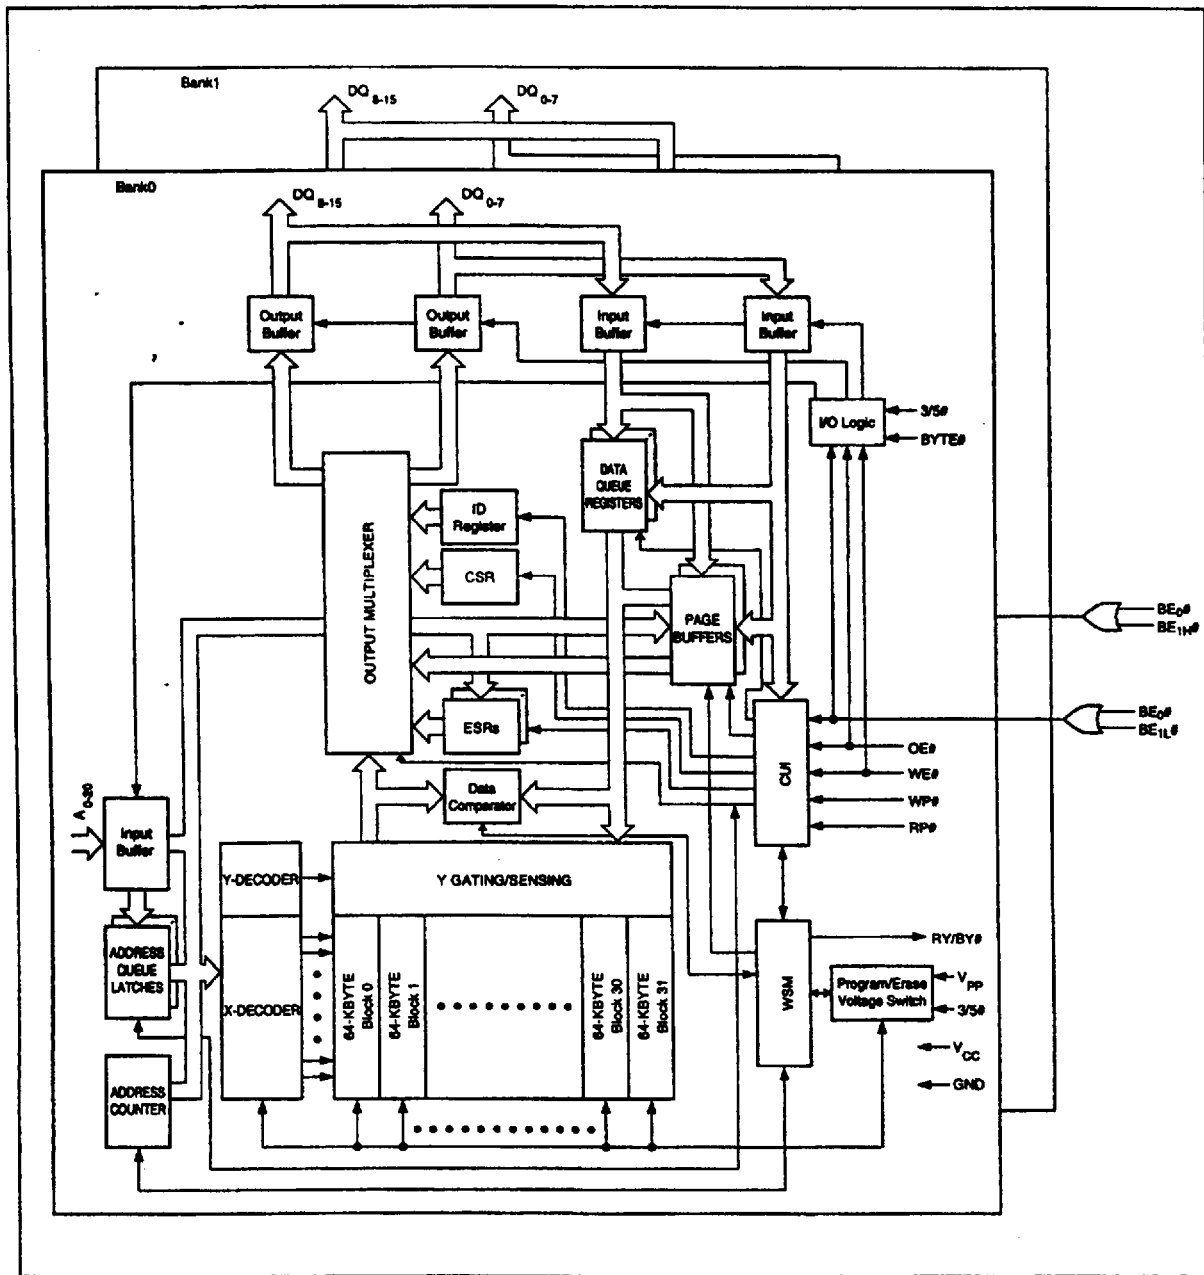 Bank1
DQ8-15
DQ0-7
Bank0
DQ8-15
DQ0-7
Output Buffer
Output Buffer
Input Buffer
Input Buffer
I/O Logic
3/5#
BYTE#
DATA QUEUE REGISTERS
OUTPUT MULTIPLEXER
ID Register
CSR
PAGE BUFFERS
BE0#
BE1H#
ESRs
CUI
BE0#
BE1L#
OE#
WE#
WP#
RP#
A0-20
Input Buffer
Data Comparator
Y-DECODER
Y GATING/SENSING
ADDRESS QUEUE LATCHES
X-DECODER
64-KBYTE Block 0
64-KBYTE Block 1
64-KBYTE Block 30
64-KBYTE Block 31
WSM
RY/BY#
Program/Erase Voltage Switch
VPP
3/5#
VCC
GND
ADDRESS COUNTER